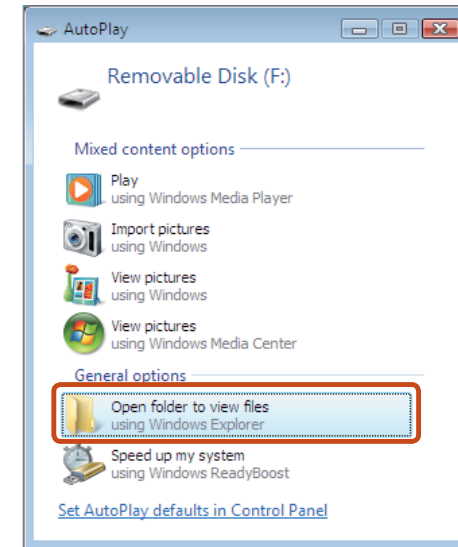 AutoPlay
Removable Disk (F:)
Mixed content options
Play
using Windows Media Player
Import pictures
using Windows
View pictures
using Windows
View pictures
using Windows Media Center
General options
Open folder to view files
using Windows Explorer
Speed up my system
using Windows ReadyBoost
Set AutoPlay defaults in Control Panel